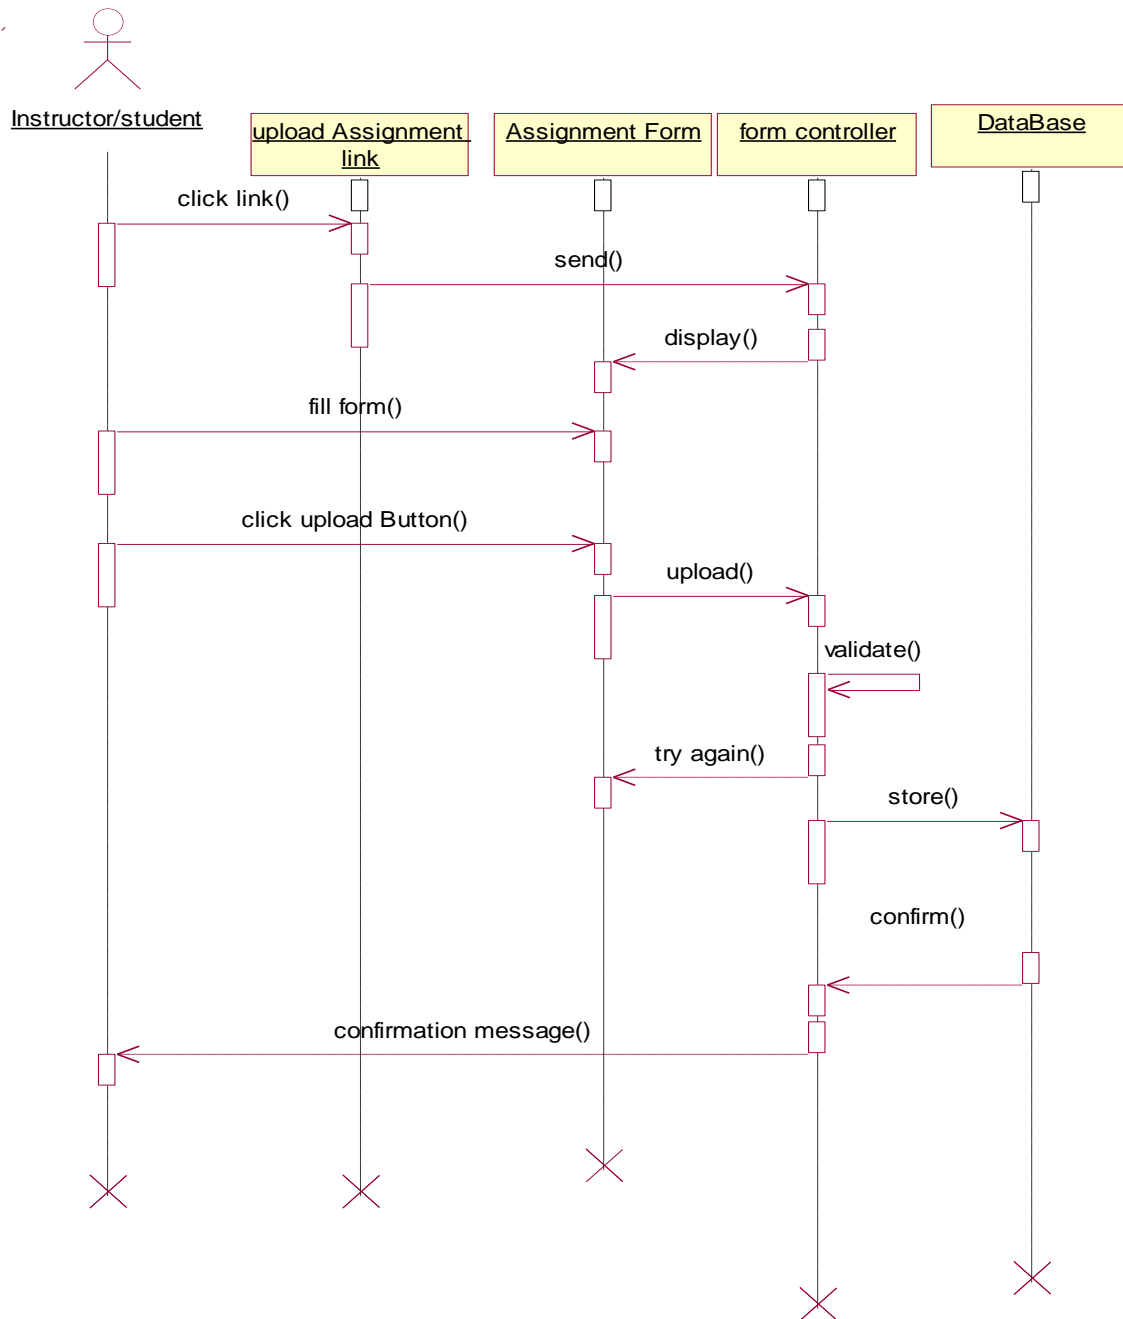 Instructor/student
upload Assignment
link
Assignment Form
form controller
DataBase
click link()
send()
display()
fill form()
click upload Button()
upload()
validate()
try again()
store()
confirm()
confirmation message()